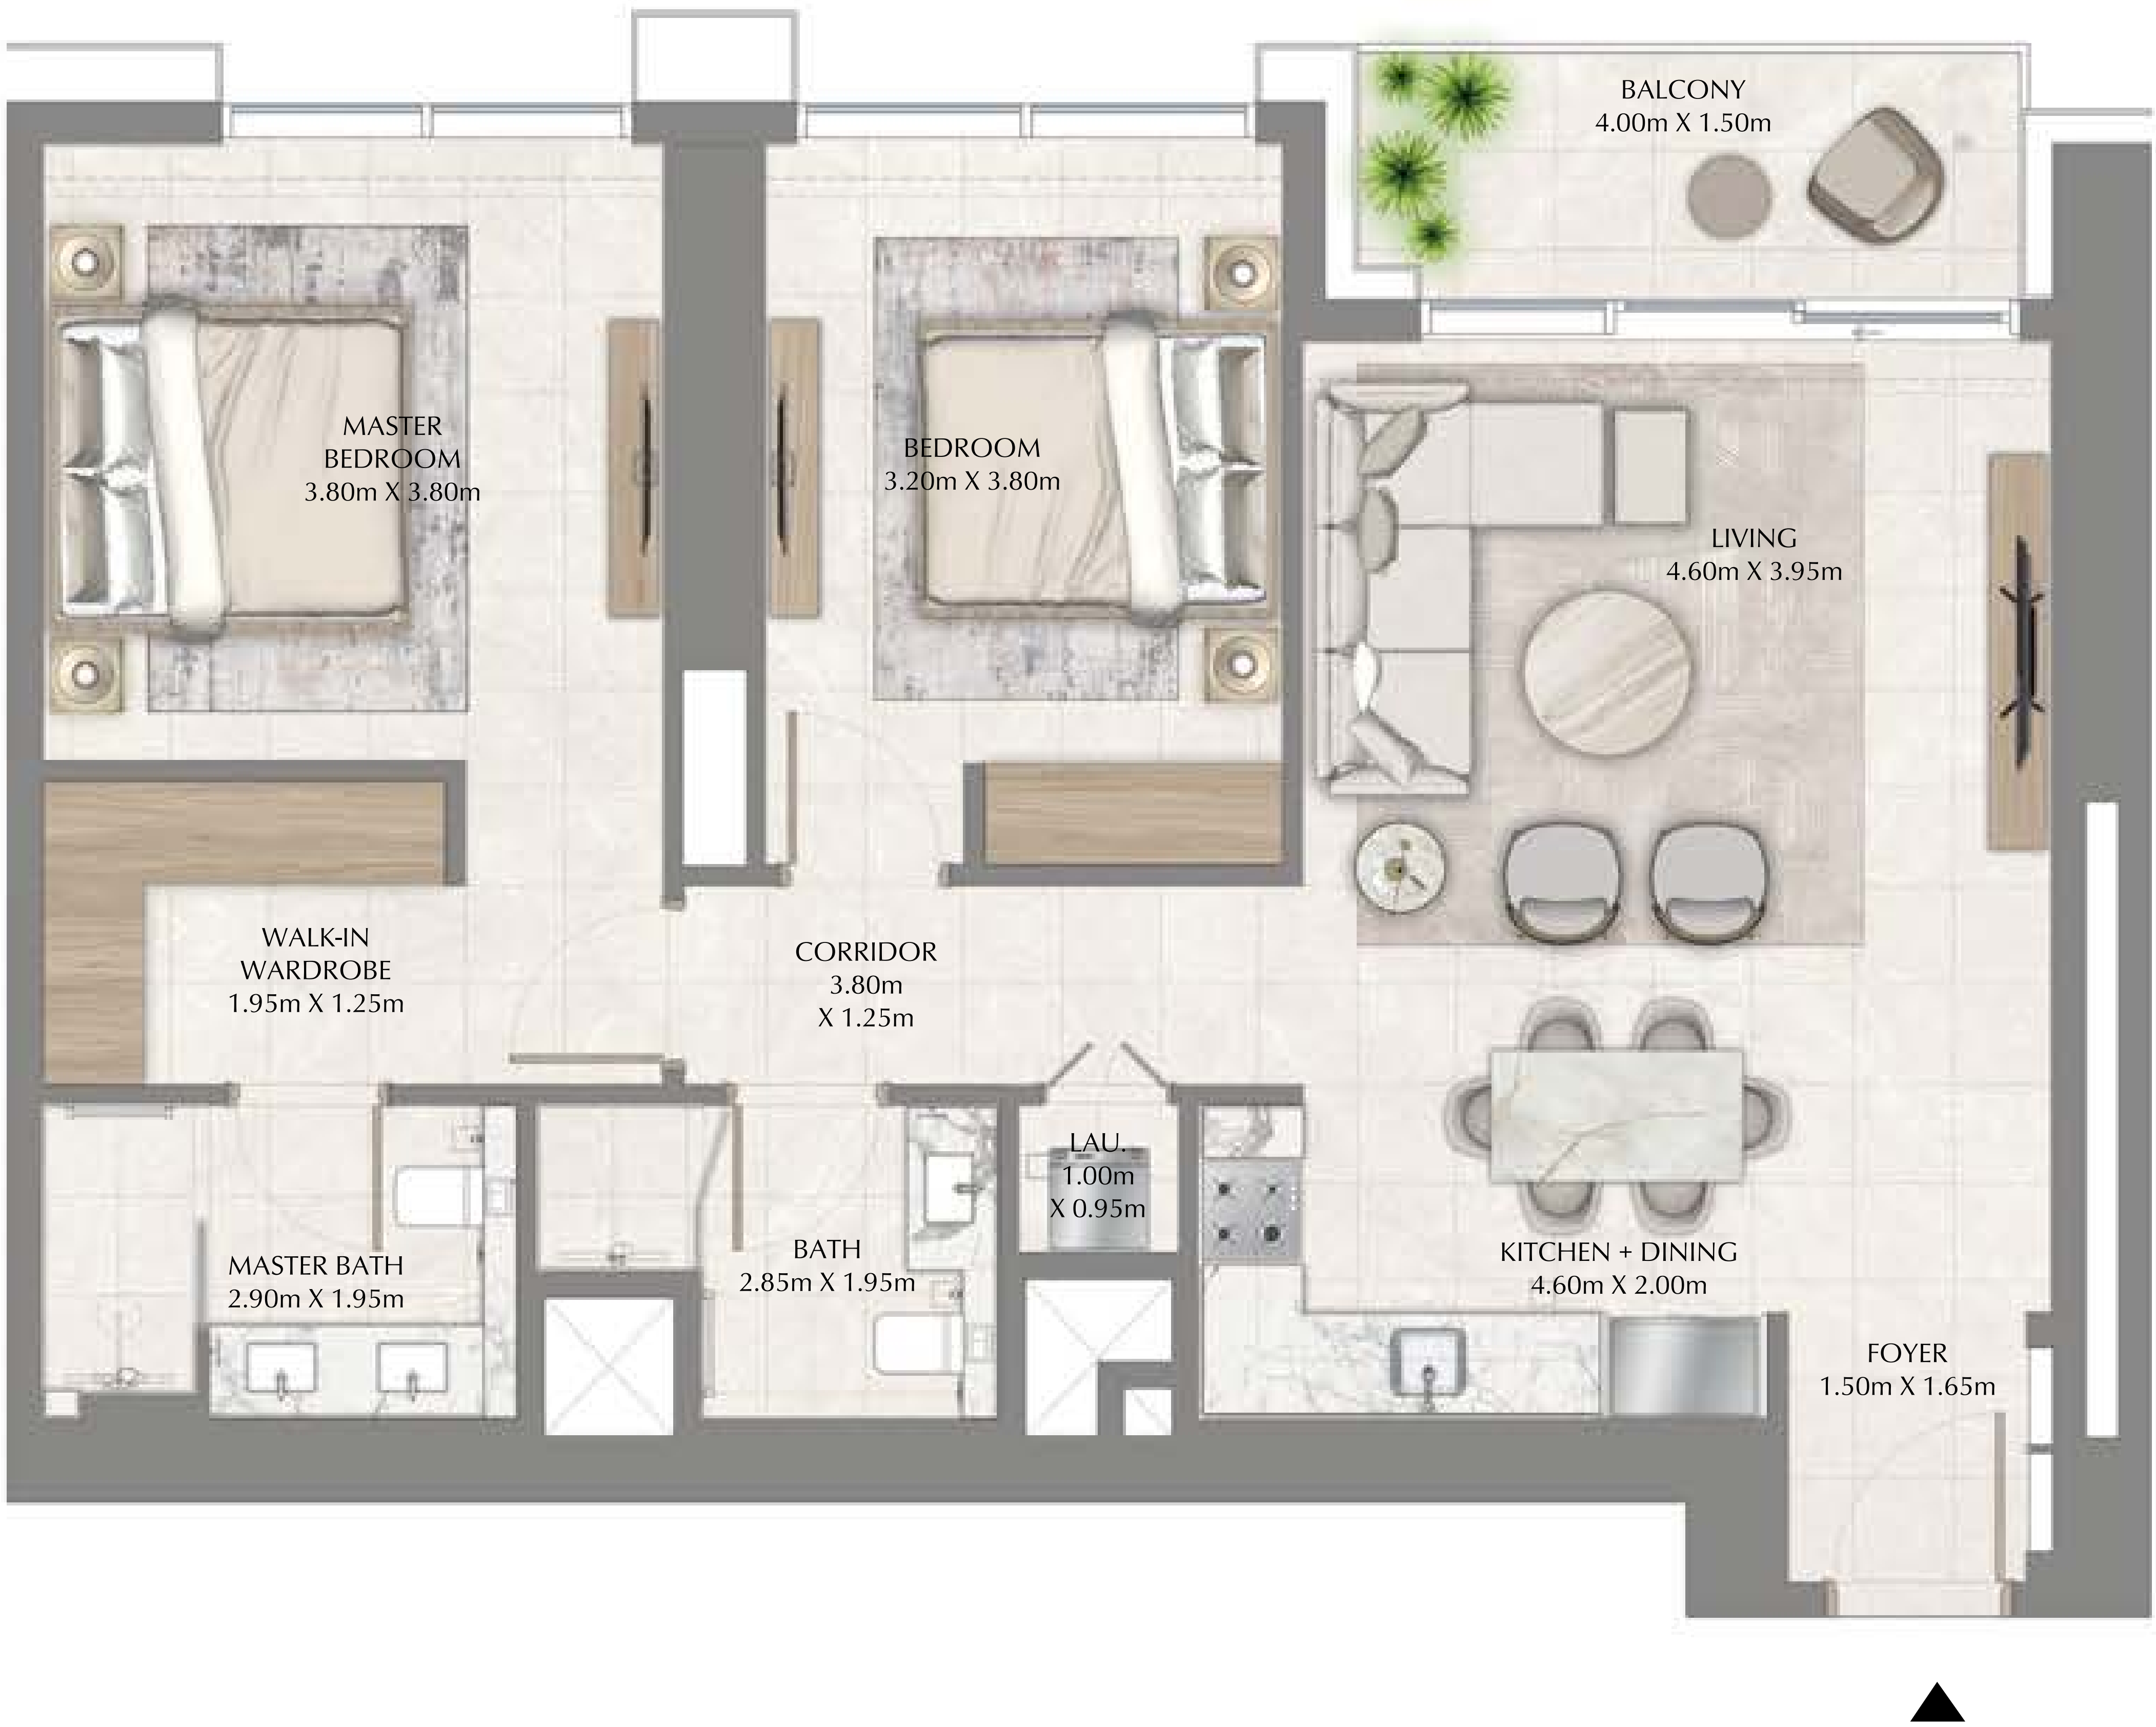 BALCONY
4.00m X 1.50m
MASTER
BEDROOM
3.80m X 3.80m
BEDROOM
3.20m X 3.80m
LIVING
4.60m X 3.95m
WALK-IN
WARDROBE
1.95m X 1.25m
CORRIDOR
3.80m
X 1.25m
LAU.
1.00m
X 0.95m
MASTER BATH
2.90m X 1.95m
BATH
2.85m X 1.95m
KITCHEN + DINING
4.60m X 2.00m
FOYER
1.50m X 1.65m